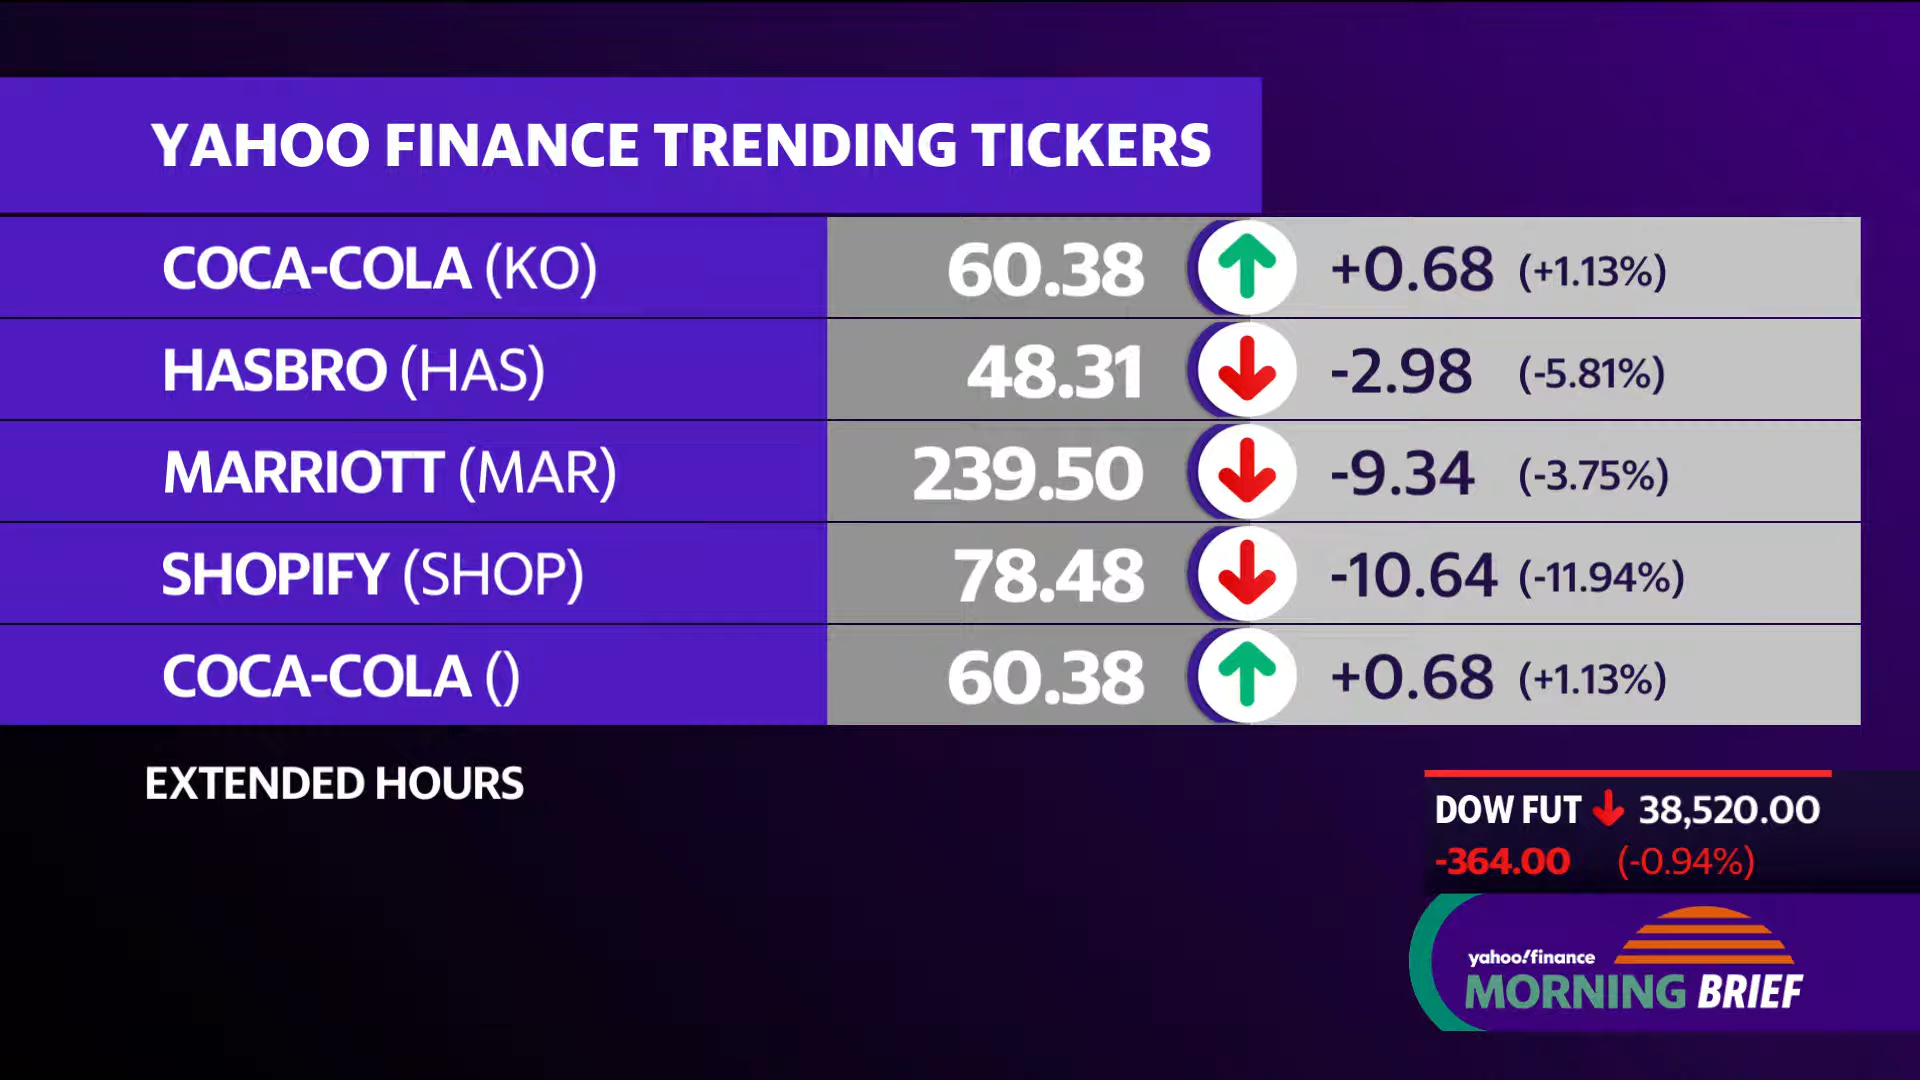 YAHOO FINANCE TRENDING TICKERS
COCA-COLA (KO) 60.38 +0.68 (+1.13%)
HASBRO (HAS) 48.31 -2.98 (-5.81%)
MARRIOTT (MAR) 239.50 -9.34 (-3.75%)
SHOPIFY (SHOP) 78.48 -10.64 (-11.94%)
COCA-COLA () 60.38 +0.68 (+1.13%)
EXTENDED HOURS
DOW FUT 38,520.00
-364.00 (-0.94%)
yahoo!finance
MORNING BRIEF